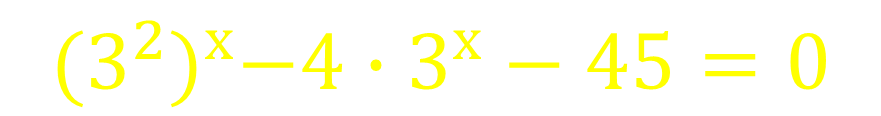 (3²)ˣ−4 · 3ˣ − 45 = 0